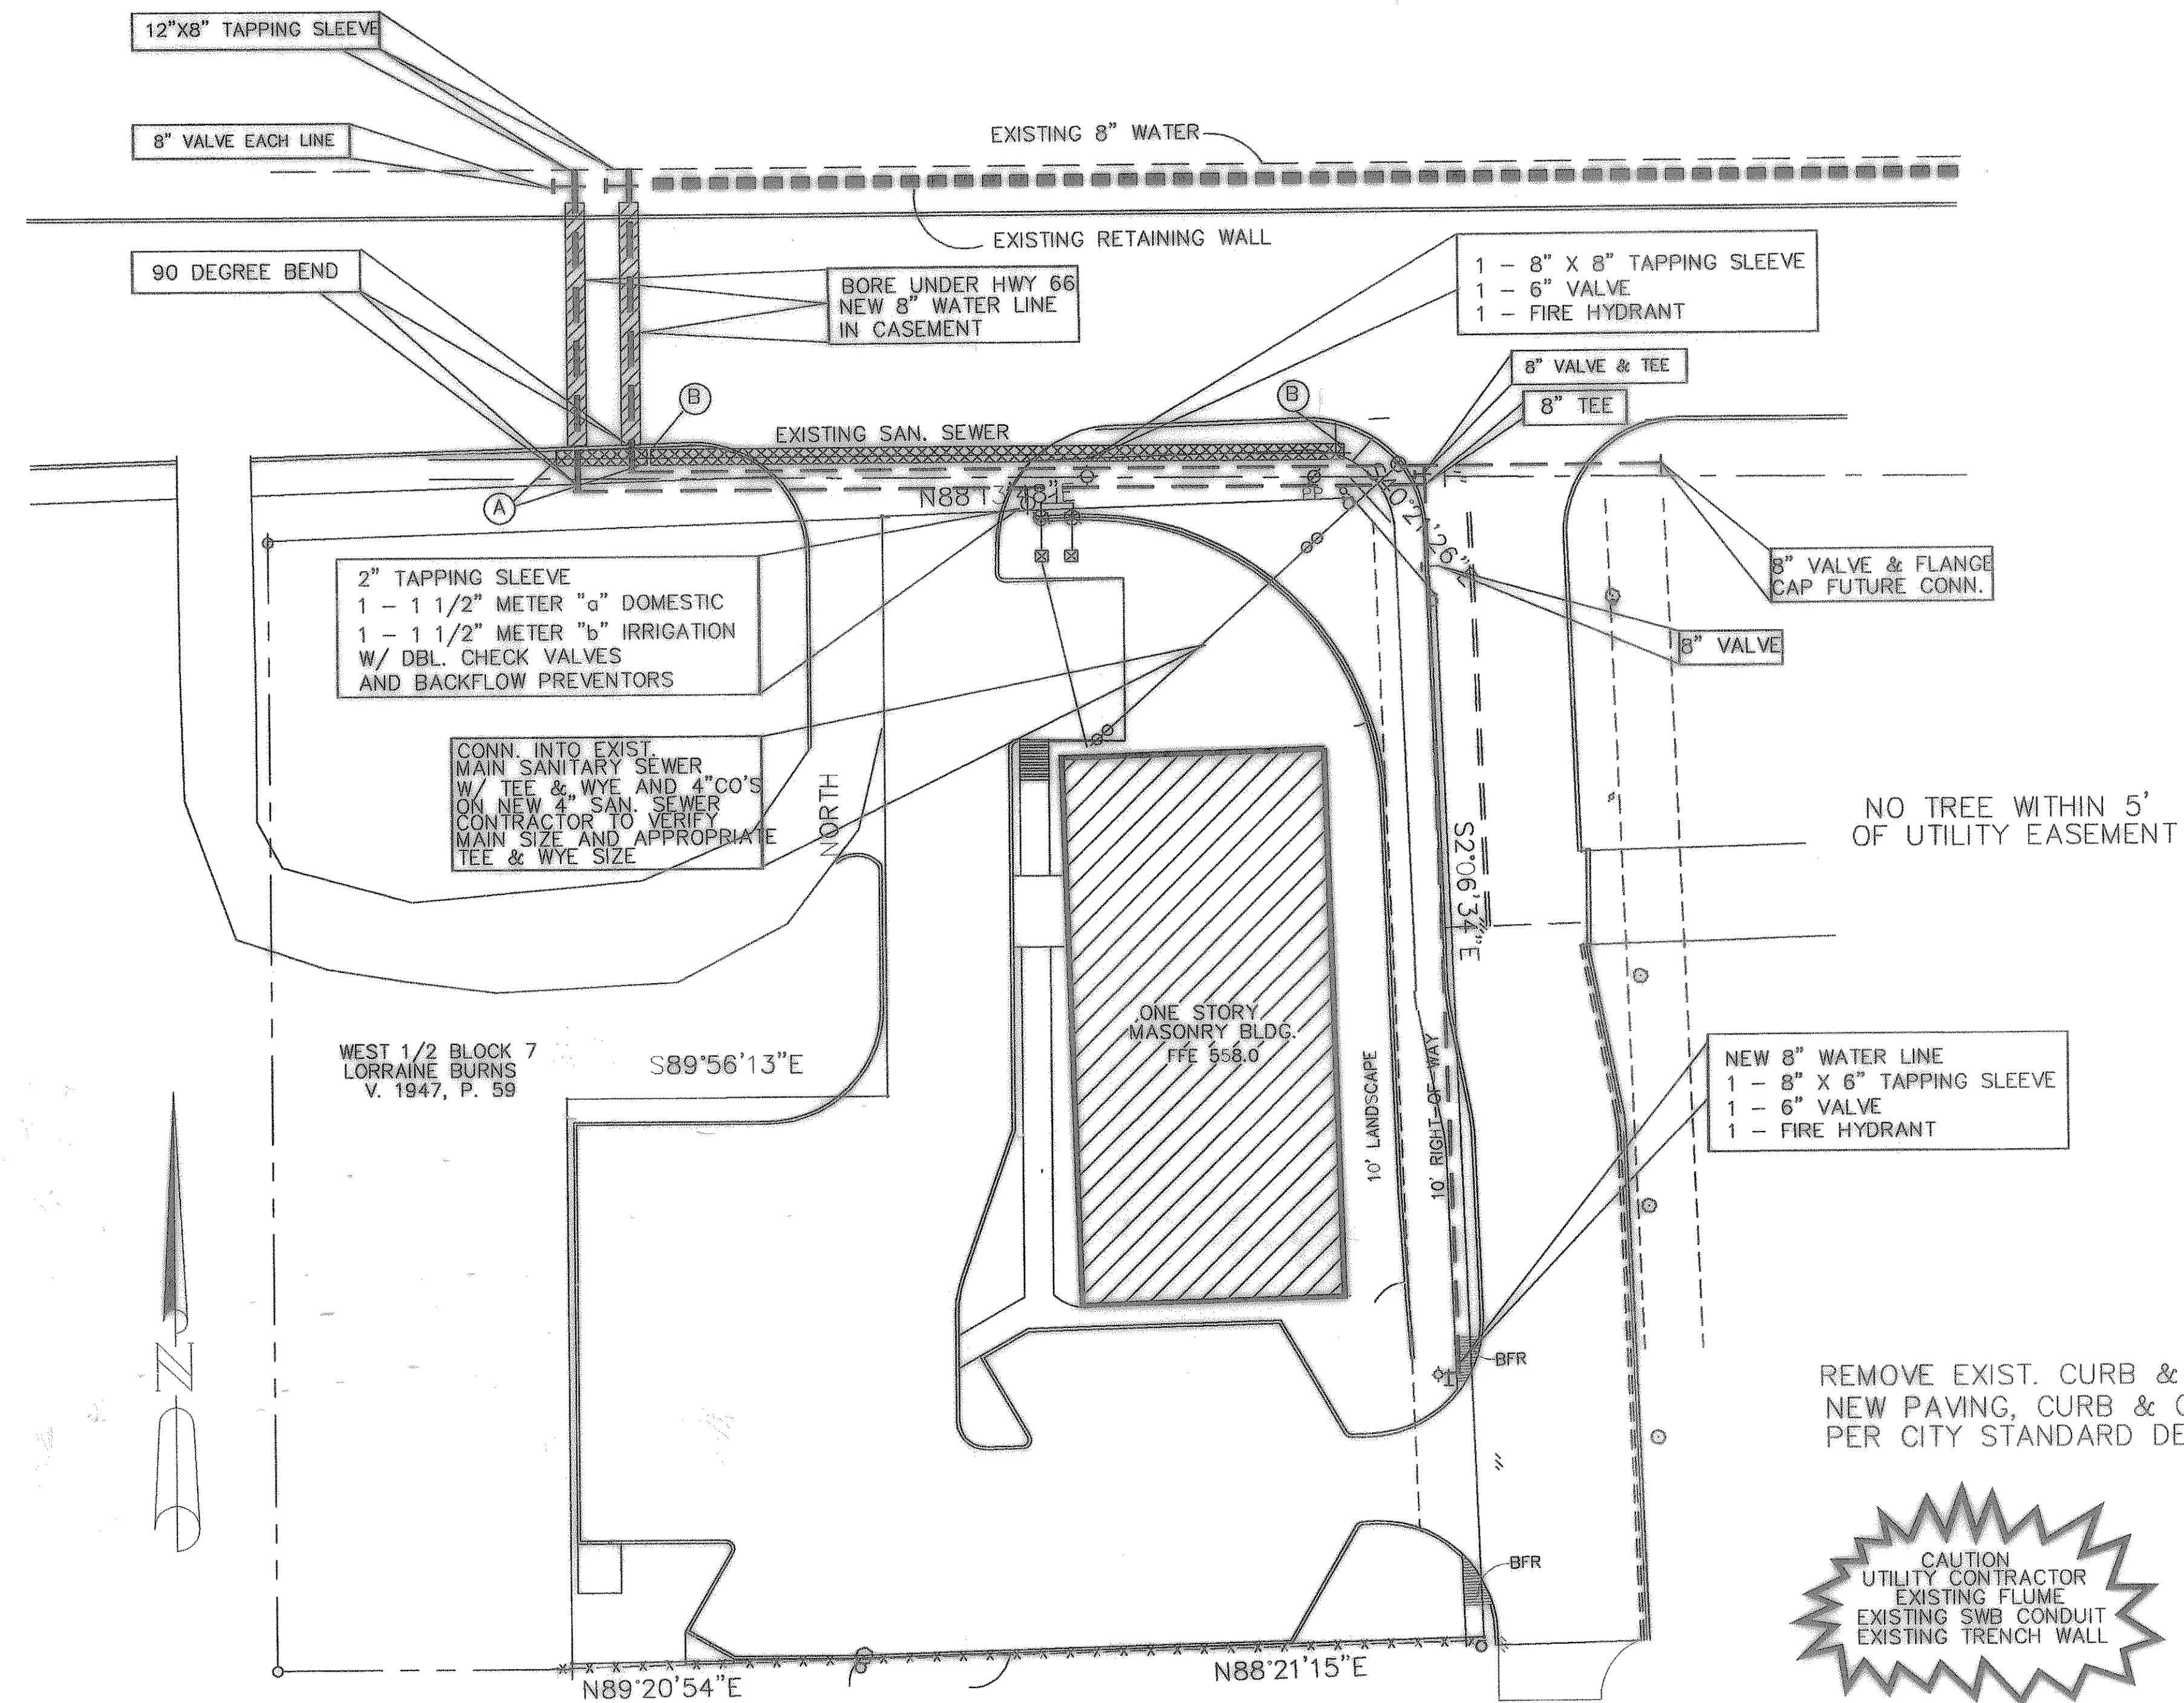 12"X8" TAPPING SLEEVE
8" VALVE EACH LINE
EXISTING 8" WATER
EXISTING RETAINING WALL
90 DEGREE BEND
BORE UNDER HWY 66
NEW 8" WATER LINE
IN CASEMENT
1 - 8" X 8" TAPPING SLEEVE
1 - 6" VALVE
1 - FIRE HYDRANT
8" VALVE & TEE
8" TEE
B
B
EXISTING SAN. SEWER
A
N88°13'48"E
PP
S40°21'26"E
2" TAPPING SLEEVE
1 - 1 1/2" METER "a" DOMESTIC
1 - 1 1/2" METER "b" IRRIGATION
W/ DBL. CHECK VALVES
AND BACKFLOW PREVENTORS
8" VALVE & FLANGE
CAP FUTURE CONN.
8" VALVE
CONN. INTO EXIST.
MAIN SANITARY SEWER
W/ TEE & WYE AND 4"CO'S
ON NEW 4" SAN. SEWER
CONTRACTOR TO VERIFY
MAIN SIZE AND APPROPRIATE
TEE & WYE SIZE
NORTH
S2°06'34"E
NO TREE WITHIN 5'
OF UTILITY EASEMENT
ONE STORY
MASONRY BLDG.
FFE 558.0
WEST 1/2 BLOCK 7
LORRAINE BURNS
V. 1947, P. 59
S89°56'13"E
10' LANDSCAPE
10' RIGHT-OF-WAY
NEW 8" WATER LINE
1 - 8" X 6" TAPPING SLEEVE
1 - 6" VALVE
1 - FIRE HYDRANT
N
BFR
REMOVE EXIST. CURB &
NEW PAVING, CURB &
PER CITY STANDARD
BFR
CAUTION
UTILITY CONTRACTOR
EXISTING FLUME
EXISTING SWB CONDUIT
EXISTING TRENCH WALL
N89°20'54"E
N88°21'15"E